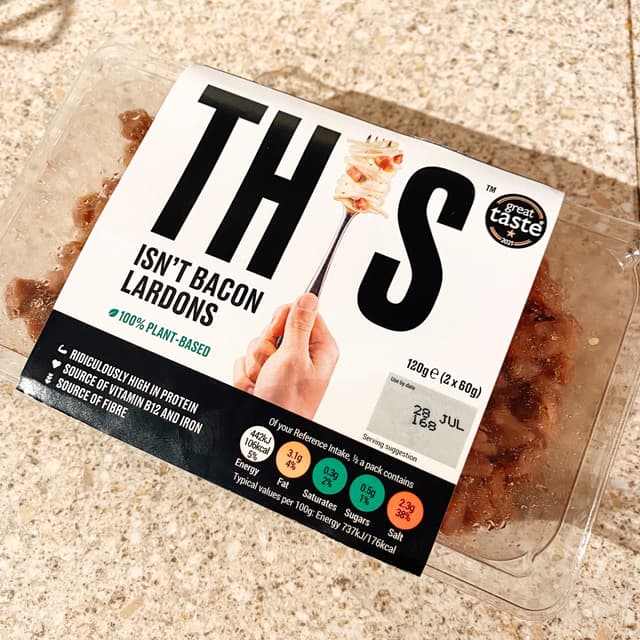 THIS™
ISN'T BACON
LARDONS
100% PLANT-BASED
great
taste
2021
RIDICULOUSLY HIGH IN PROTEIN
SOURCE OF VITAMIN B12 AND IRON
SOURCE OF FIBRE
120g℮ (2 x 60g)
Use by date
28 JUL
168
Serving suggestion
Of your Reference Intake. ½ a pack contains
442kJ
106kcal
5%
Energy
3.1g
4%
Fat
0.3g
2%
Saturates
0.5g
1%
Sugars
2.3g
38%
Salt
Typical values per 100g: Energy 737kJ/176kcal